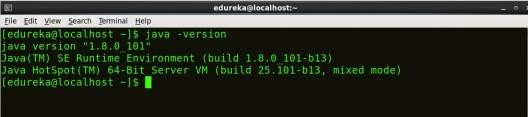 edureka@localhost:~
File Edit View Search Terminal Help
[edureka@localhost ~]$ java -version
java version "1.8.0_101"
Java(TM) SE Runtime Environment (build 1.8.0_101-b13)
Java HotSpot(TM) 64-Bit Server VM (build 25.101-b13, mixed mode)
[edureka@localhost ~]$